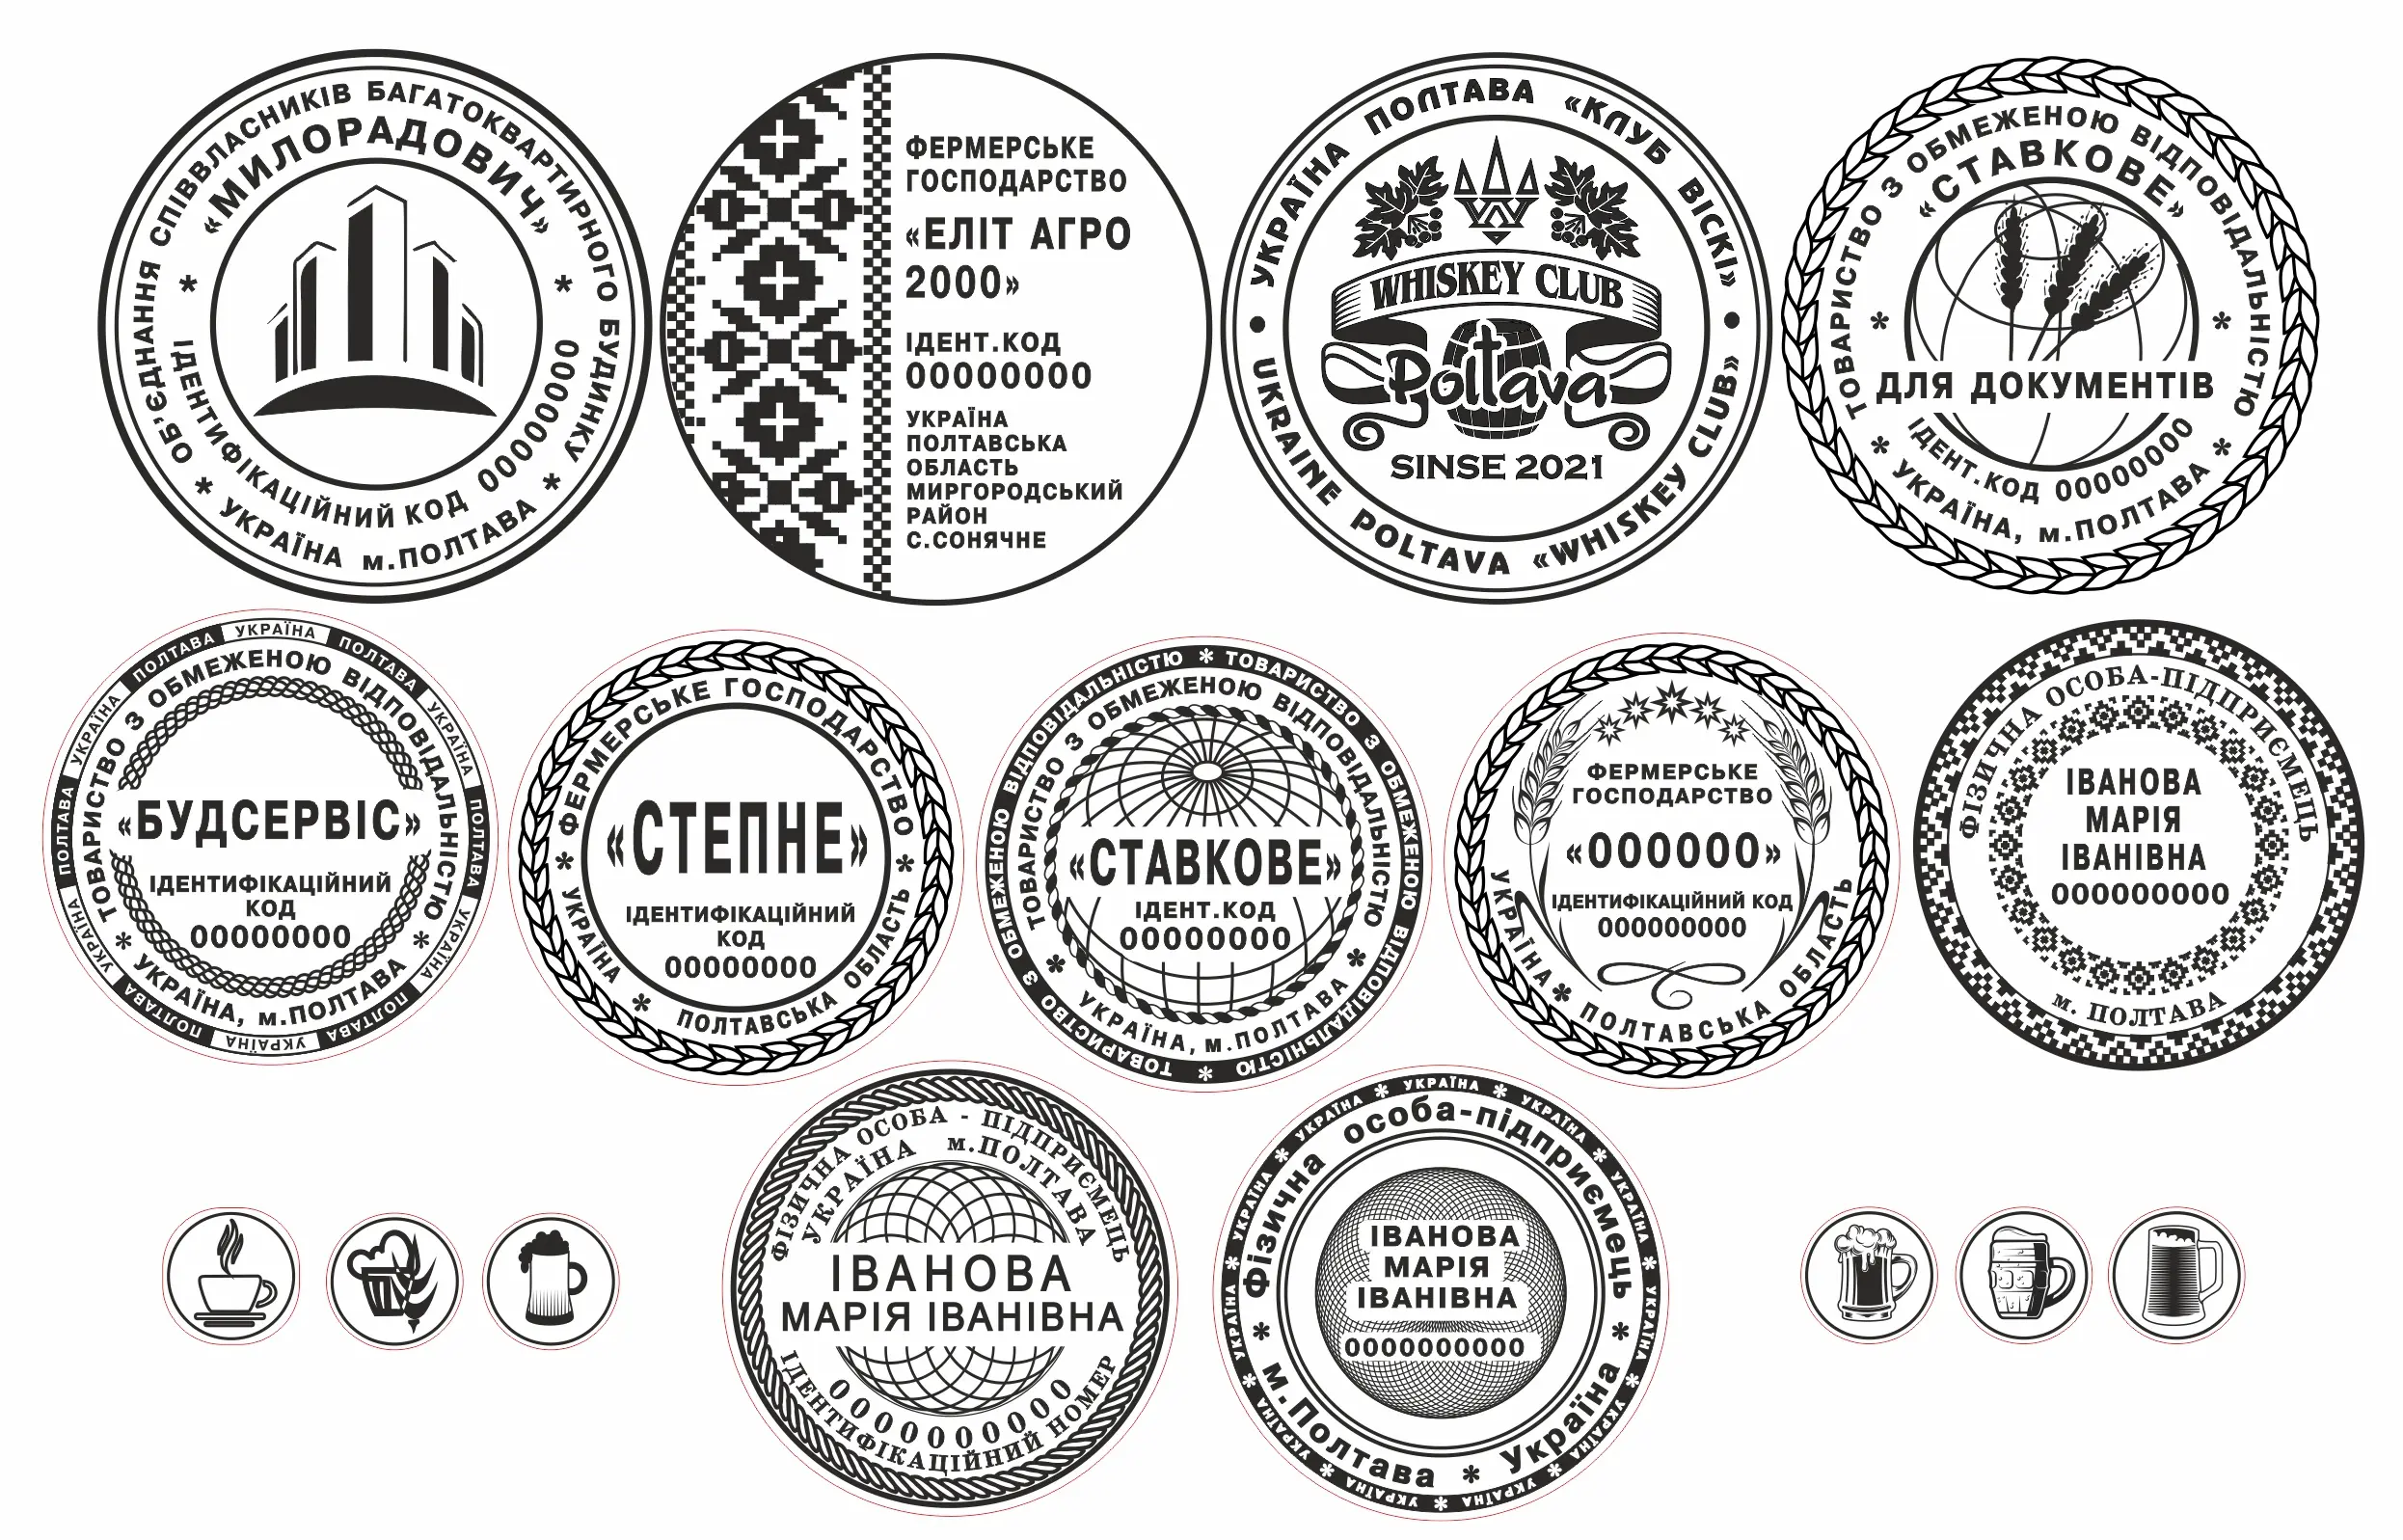 ОБ'ЄДНАННЯ СПІВВЛАСНИКІВ БАГАТОКВАРТИРНОГО БУДИНКУ
«МИЛОРАДОВИЧ»
* ІДЕНТИФІКАЦІЙНИЙ КОД 00000000 *
* УКРАЇНА м.ПОЛТАВА *
ФЕРМЕРСЬКЕ
ГОСПОДАРСТВО
«ЕЛІТ АГРО
2000»
ІДЕНТ.КОД
00000000
УКРАЇНА
ПОЛТАВСЬКА
ОБЛАСТЬ
МИРГОРОДСЬКИЙ
РАЙОН
С.СОНЯЧНЕ
УКРАЇНА ПОЛТАВА «КЛУБ ВІСКІ»
WHISKEY CLUB
Poltava
SINSE 2021
• UKRAINE POLTAVA «WHISKEY CLUB» •
ТОВАРИСТВО З ОБМЕЖЕНОЮ ВІДПОВІДАЛЬНІСТЮ
«СТАВКОВЕ»
* ДЛЯ ДОКУМЕНТІВ *
ІДЕНТ.КОД 00000000
* УКРАЇНА, м.ПОЛТАВА *
УКРАЇНА ПОЛТАВА УКРАЇНА ПОЛТАВА УКРАЇНА ПОЛТАВА УКРАЇНА ПОЛТАВА УКРАЇНА ПОЛТАВА УКРАЇНА ПОЛТАВА
ТОВАРИСТВО З ОБМЕЖЕНОЮ ВІДПОВІДАЛЬНІСТЮ
«БУДСЕРВІС»
ІДЕНТИФІКАЦІЙНИЙ
КОД
00000000
* УКРАЇНА, м.ПОЛТАВА *
ФЕРМЕРСЬКЕ ГОСПОДАРСТВО
«СТЕПНЕ»
ІДЕНТИФІКАЦІЙНИЙ
КОД
00000000
* УКРАЇНА * ПОЛТАВСЬКА ОБЛАСТЬ *
* ТОВАРИСТВО З ОБМЕЖЕНОЮ ВІДПОВІДАЛЬНІСТЮ * ТОВАРИСТВО З ОБМЕЖЕНОЮ ВІДПОВІДАЛЬНІСТЮ
ТОВАРИСТВО З ОБМЕЖЕНОЮ ВІДПОВІДАЛЬНІСТЮ
«СТАВКОВЕ»
ІДЕНТ.КОД
00000000
* УКРАЇНА, м.ПОЛТАВА *
ФЕРМЕРСЬКЕ
ГОСПОДАРСТВО
«000000»
ІДЕНТИФІКАЦІЙНИЙ КОД
000000000
УКРАЇНА * ПОЛТАВСЬКА ОБЛАСТЬ
ФІЗИЧНА ОСОБА-ПІДПРИЄМЕЦЬ
ІВАНОВА
МАРІЯ
ІВАНІВНА
000000000
м. ПОЛТАВА
ФІЗИЧНА ОСОБА - ПІДПРИЄМЕЦЬ
УКРАЇНА м.ПОЛТАВА
ІВАНОВА
МАРІЯ ІВАНІВНА
0000000000
ІДЕНТИФІКАЦІЙНИЙ НОМЕР
УКРАЇНА * УКРАЇНА * УКРАЇНА * УКРАЇНА * УКРАЇНА * УКРАЇНА * УКРАЇНА * УКРАЇНА * УКРАЇНА * УКРАЇНА * УКРАЇНА * УКРАЇНА *
Фізична особа-підприємець
ІВАНОВА
МАРІЯ
ІВАНІВНА
0000000000
* м.Полтава * Україна *